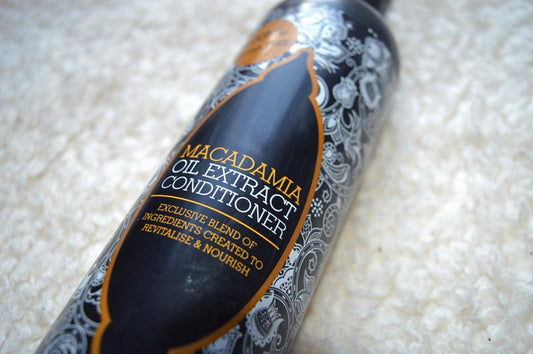 MACADAMIA
OIL EXTRACT
CONDITIONER
EXCLUSIVE BLEND OF
INGREDIENTS CREATED TO
REVITALISE & NOURISH